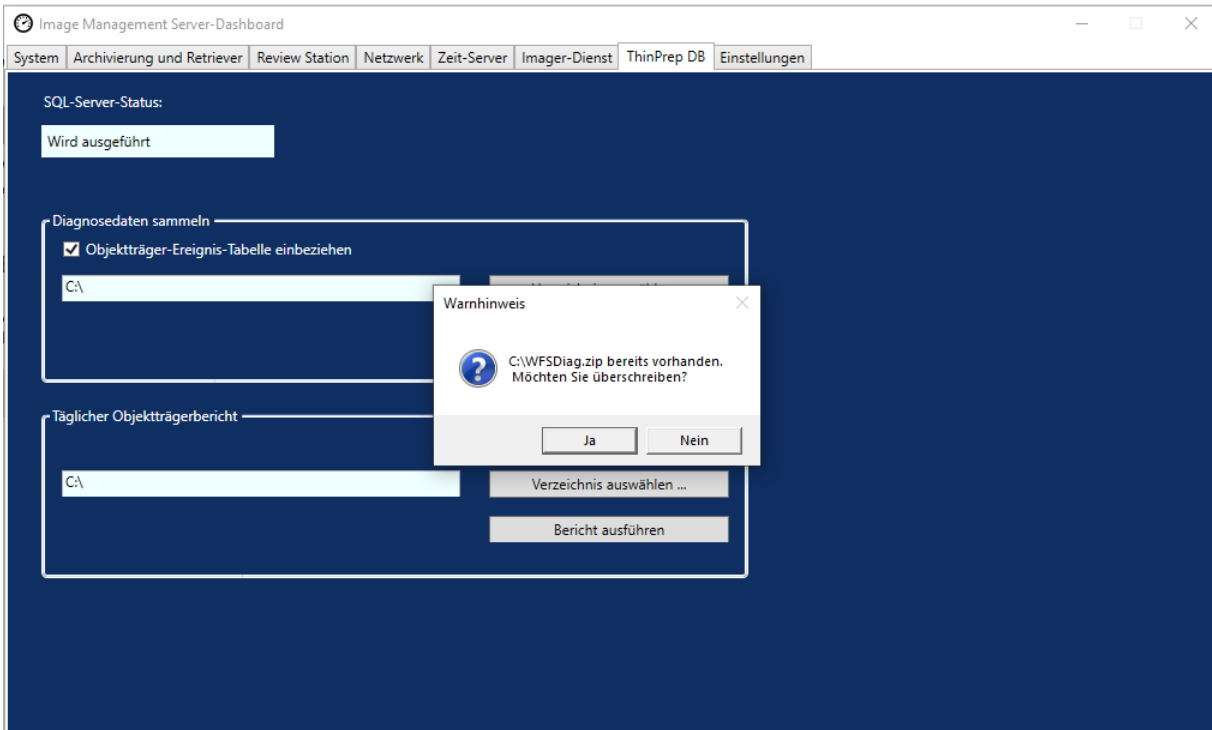 Image Management Server-Dashboard
System Archivierung und Retriever Review Station Netzwerk Zeit-Server Imager-Dienst ThinPrep DB Einstellungen
SQL-Server-Status:
Wird ausgeführt
Diagnosedaten sammeln
Objektträger-Ereignis-Tabelle einbeziehen
C:\
Warnhinweis
C:\WFSDiag.zip bereits vorhanden.
Möchten Sie überschreiben?
Ja Nein
Täglicher Objektträgerbericht
C:\
Verzeichnis auswählen ...
Bericht ausführen